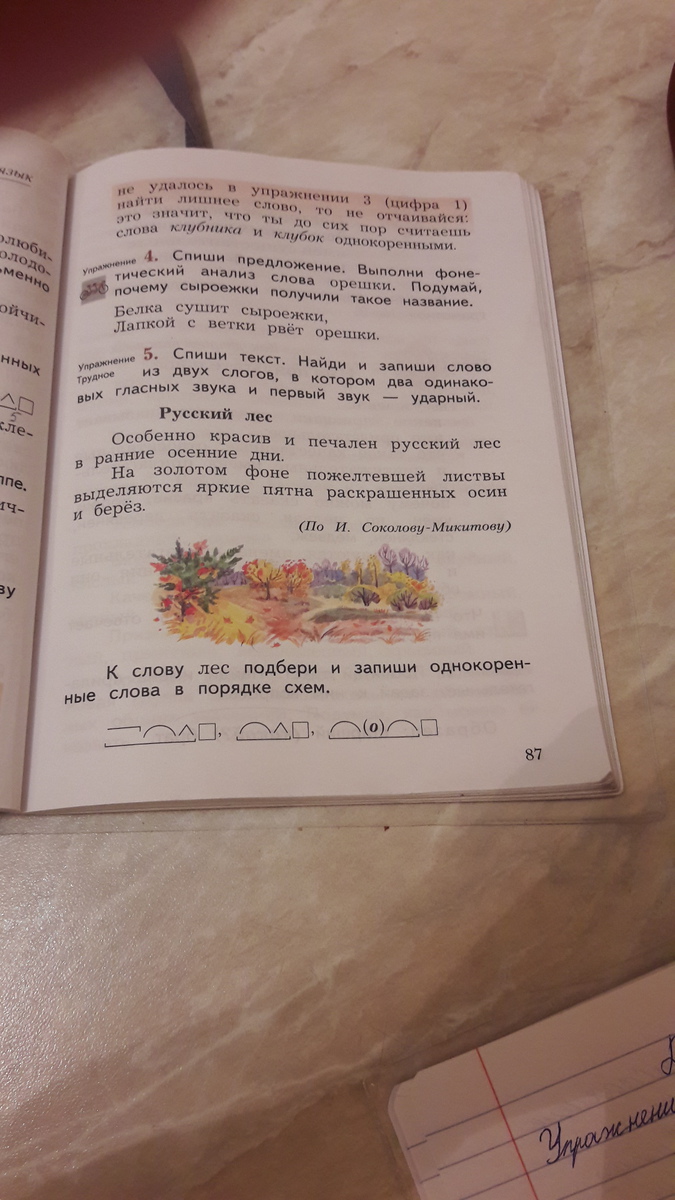 язык
не удалось в упражнении 3 (цифра 1)
найти лишнее слово, то не отчаивайся:
это значит, что ты до сих пор считаешь
слова клубника и клубок однокоренными.
Упражнение 4. Спиши предложение. Выполни фоне-
тический анализ слова орешки. Подумай,
почему сыроежки получили такое название.
Белка сушит сыроежки,
Лапкой с ветки рвёт орешки.
Упражнение 5. Спиши текст. Найди и запиши слово
Трудное из двух слогов, в котором два одинако-
вых гласных звука и первый звук — ударный.
Русский лес
Особенно красив и печален русский лес
в ранние осенние дни.
На золотом фоне пожелтевшей листвы
выделяются яркие пятна раскрашенных осин
и берёз.
(По И. Соколову-Микитову)
К слову лес подбери и запиши однокорен-
ные слова в порядке схем.
(о)
87